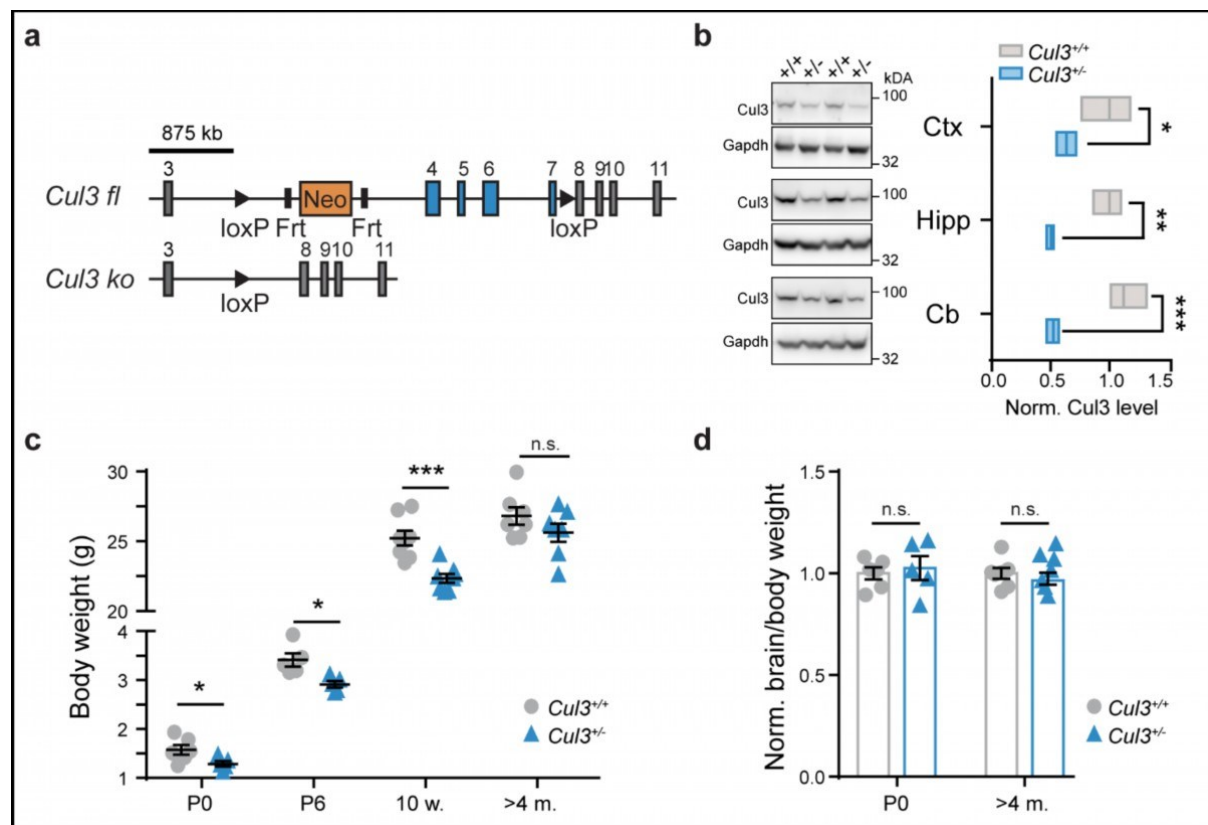 a
875 kb
3 4 5 6 7 8 9 10 11
Cul3 fl Neo
loxP Frt Frt loxP
3 8 9 10 11
Cul3 ko
loxP
b
+/+ +/- +/+ +/-
kDA
Cul3 100
Gapdh 32
Cul3 100
Gapdh 32
Cul3 100
Gapdh 32
Cul3+/+
Cul3+/-
Ctx *
Hipp **
Cb ***
0.0 0.5 1.0 1.5
Norm. Cul3 level
c
Body weight (g)
30
25
20
4
3
2
1
* * *** n.s.
Cul3+/+
Cul3+/-
P0 P6 10 w. >4 m.
d
Norm. brain/body weight
1.5
1.0
0.5
0.0
n.s. n.s.
Cul3+/+
Cul3+/-
P0 >4 m.